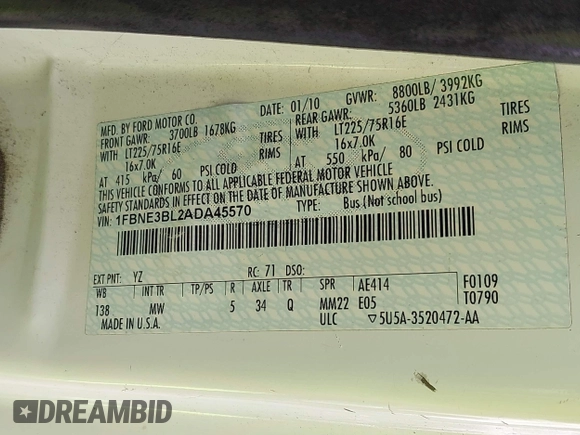 MFD. BY FORD MOTOR CO.
DATE: 01/10 GVWR: 8800LB/ 3992KG
FRONT GAWR: 3700LB 1678KG
REAR GAWR: 5360LB 2431KG
WITH LT225/75R16E TIRES
WITH LT225/75R16E TIRES
16x7.0K RIMS
16x7.0K RIMS
AT 415 kPa/ 60 PSI COLD
AT 550 kPa/ 80 PSI COLD
THIS VEHICLE CONFORMS TO ALL APPLICABLE FEDERAL MOTOR VEHICLE
SAFETY STANDARDS IN EFFECT ON THE DATE OF MANUFACTURE SHOWN ABOVE.
VIN: 1FBNE3BL2ADA45570
TYPE: Bus (Not school bus)
EXT PNT: YZ RC: 71 DSO:
WB INT TR TP/PS R AXLE TR SPR AE414 F0109
138 MW 5 34 Q MM22 E05 T0790
MADE IN U.S.A. ULC ▽5U5A-3520472-AA
DREAMBID